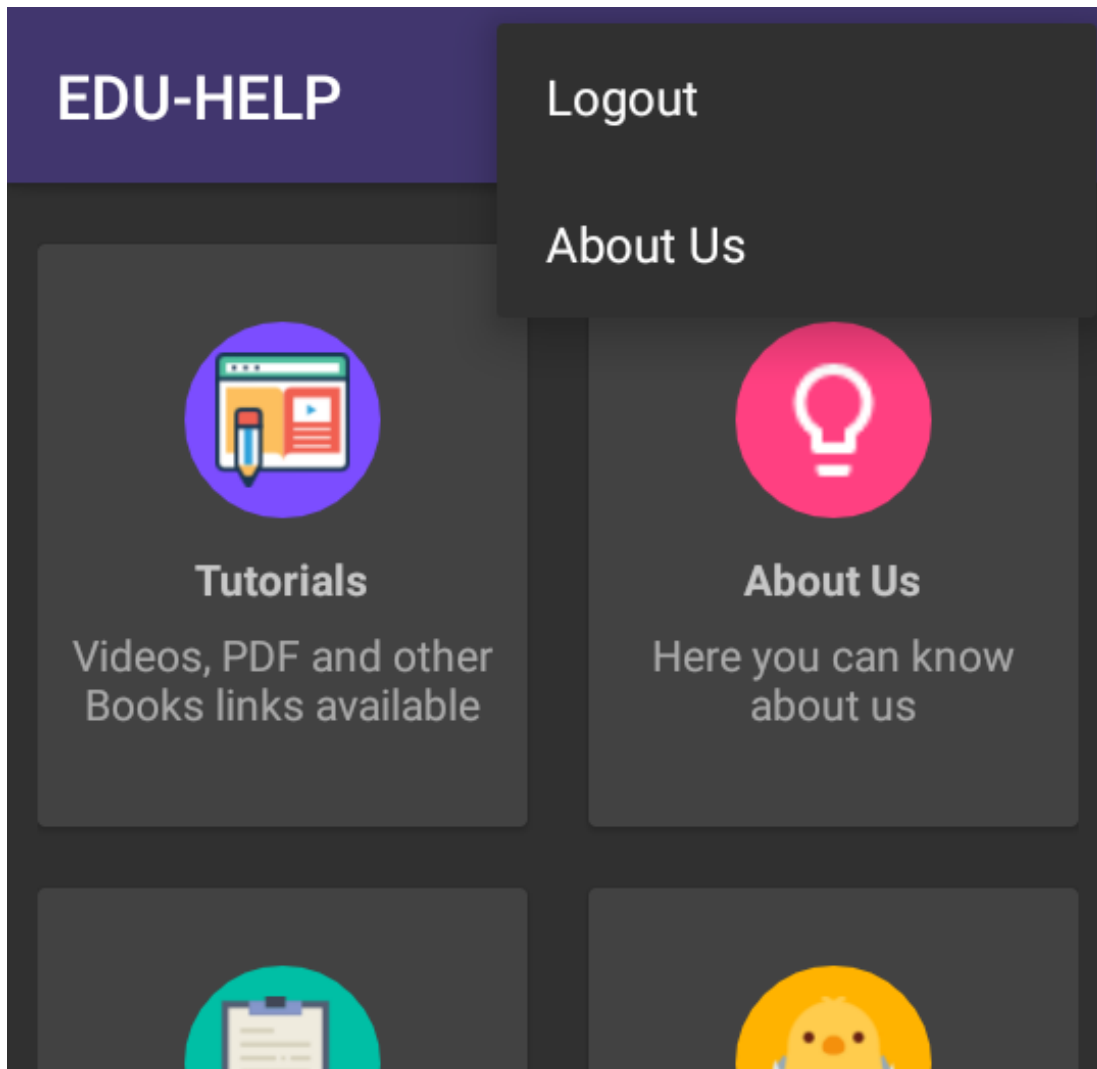 EDU-HELP
Logout
About Us
Tutorials
Videos, PDF and other
Books links available
About Us
Here you can know
about us